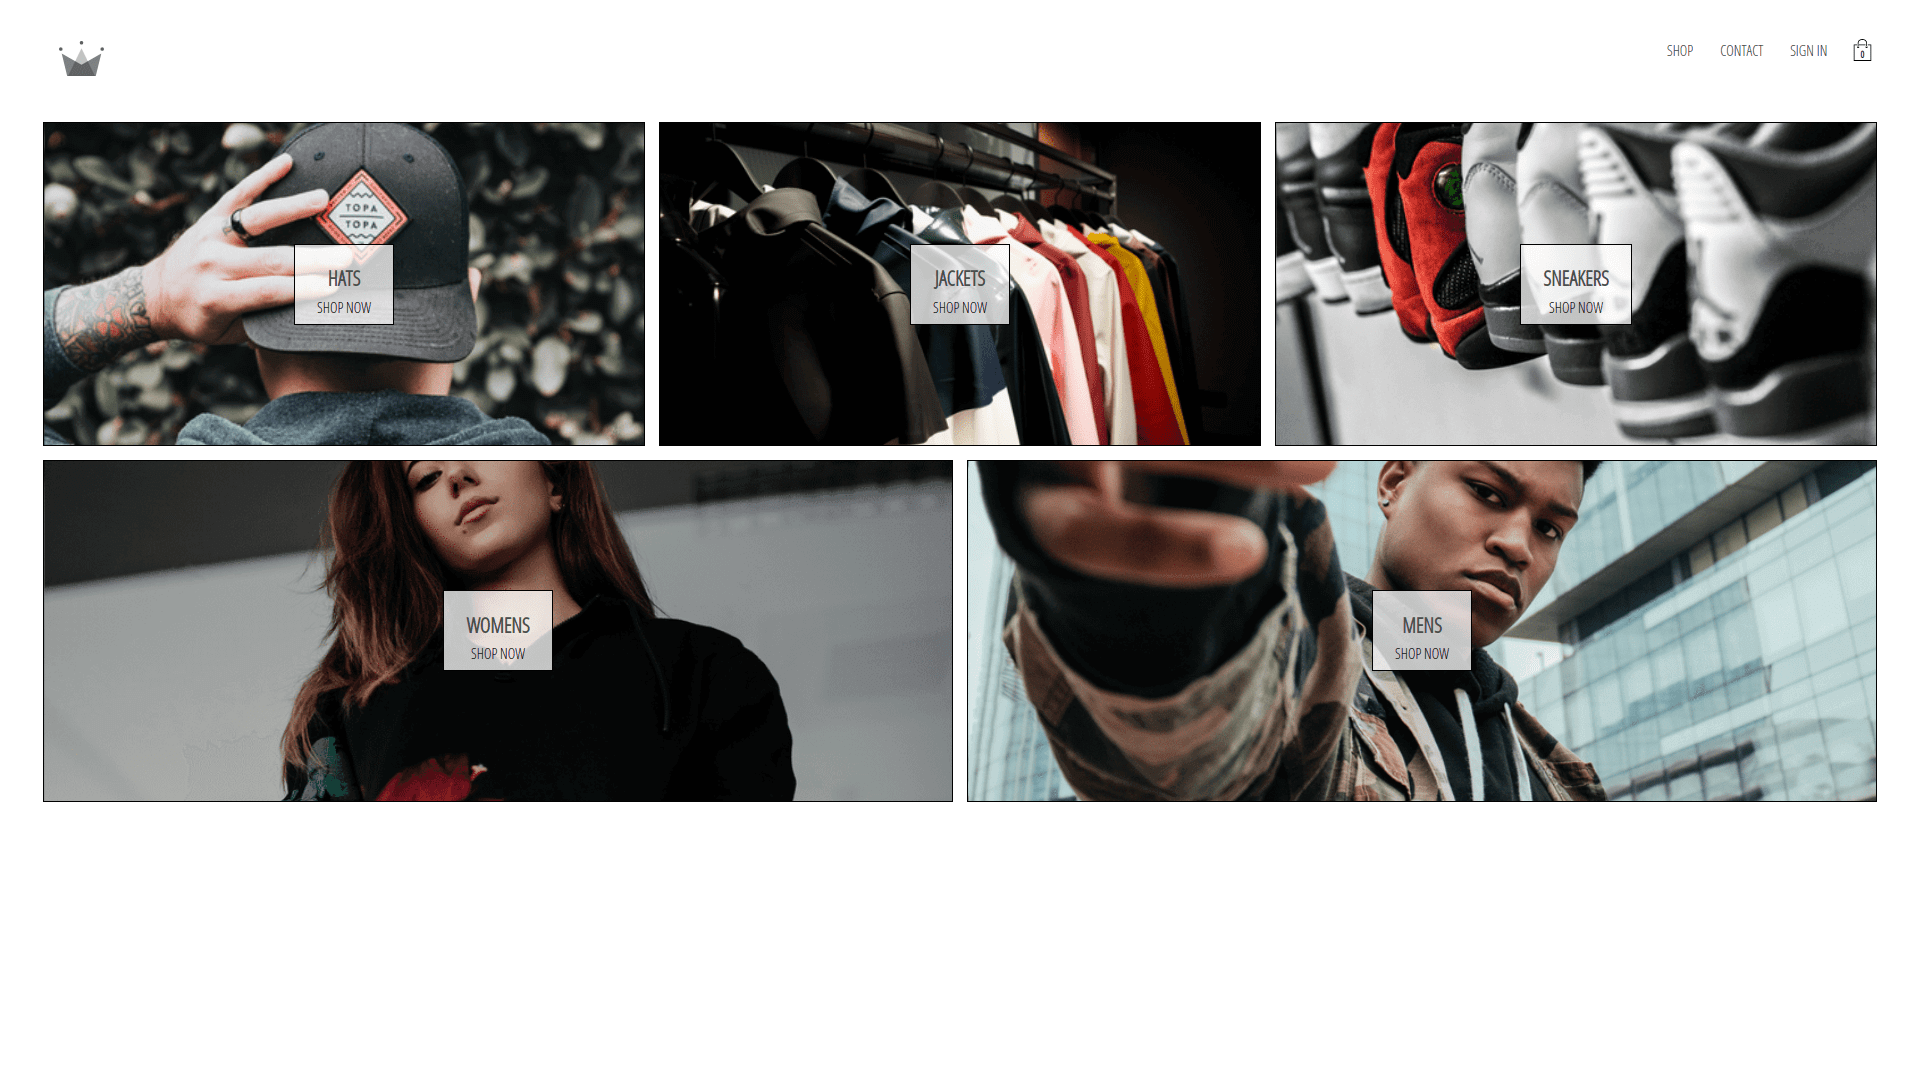 SHOP
CONTACT
SIGN IN
0
TOPA
TOPA
HATS
SHOP NOW
JACKETS
SHOP NOW
SNEAKERS
SHOP NOW
WOMENS
SHOP NOW
MENS
SHOP NOW